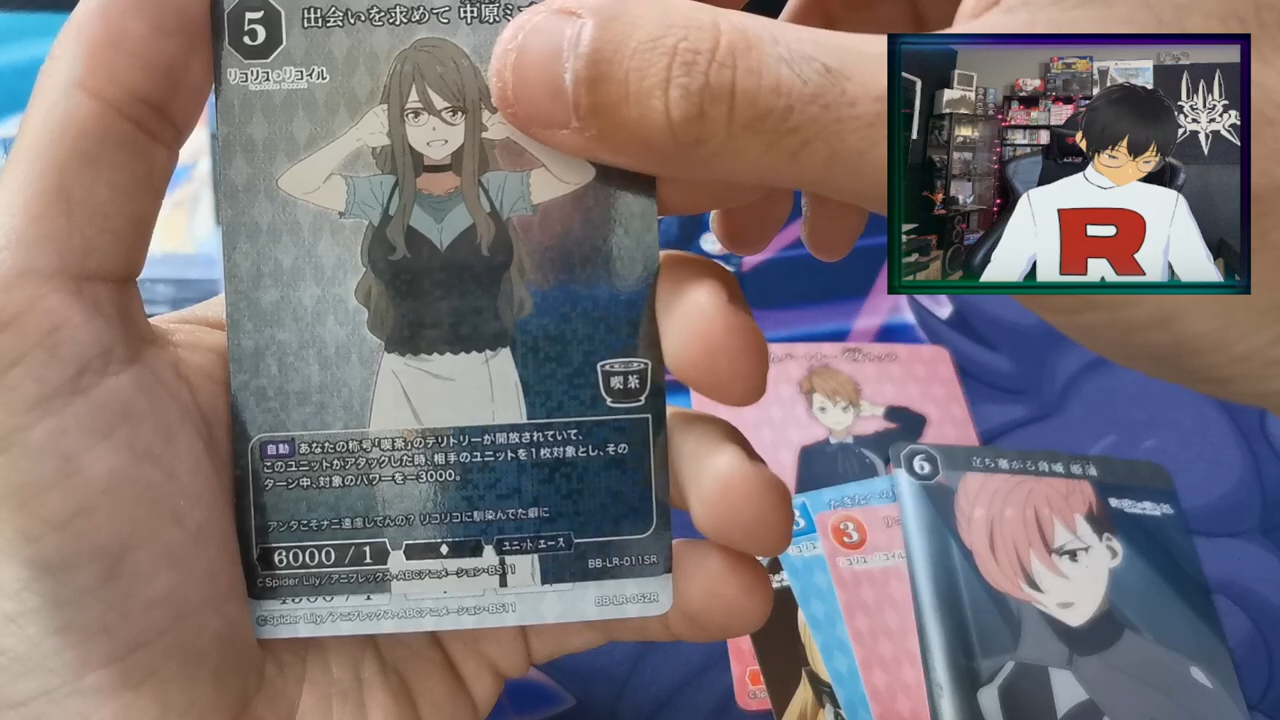 5
出会いを求めて 中原ミ
リコリス・リコイル
Lycoris Recoil
喫茶
自動 あなたの称号「喫茶」のテリトリーが開放されていて、
このユニットがアタックした時、相手のユニットを1枚対象とし、その
ターン中、対象のパワーを−3000。
アンタこそナニ遠慮してんの? リコリコに馴染んでた癖に
6000 / 1
ユニット/エース
©Spider Lily/アニプレックス・ABCアニメーション・BS11
BB-LR-011SR
©Spider Lily/アニプレックス・ABCアニメーション・BS11
BB-LR-052R
R
6
立ち塞がる脅威
3